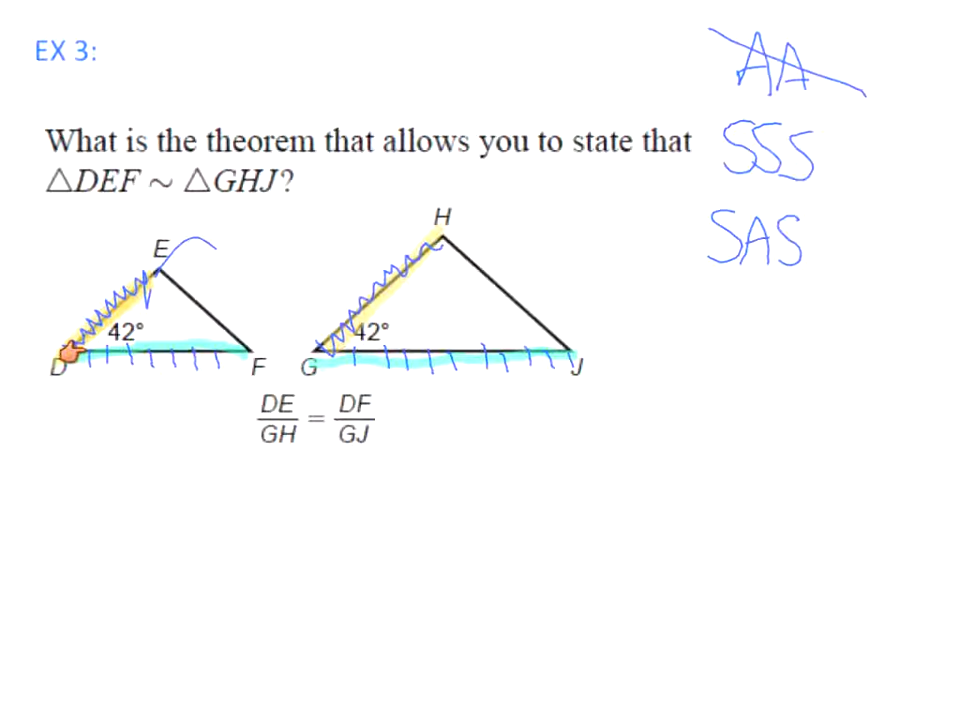 EX 3:
AA
What is the theorem that allows you to state that
△DEF ~ △GHJ?
SSS
SAS
H
E
42°
42°
D
F
G
J
DE/GH = DF/GJ